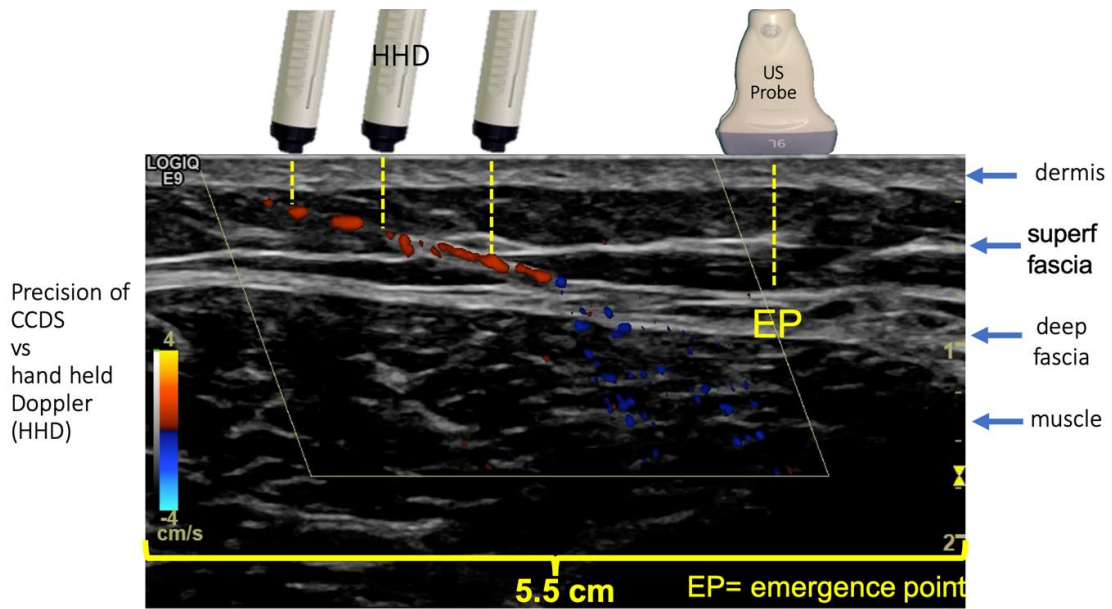 HHD
US
Probe
9L
LOGIQ
E9
dermis
superf
fascia
Precision of
CCDS
vs
hand held
Doppler
(HHD)
EP
deep
fascia
1
4
muscle
-4
cm/s
2
5.5 cm
EP= emergence point